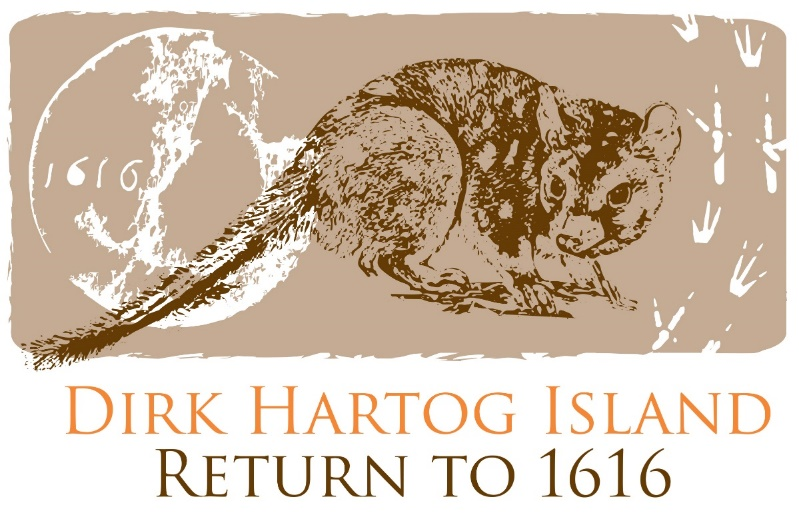 1616
DIRK HARTOG ISLAND
RETURN TO 1616